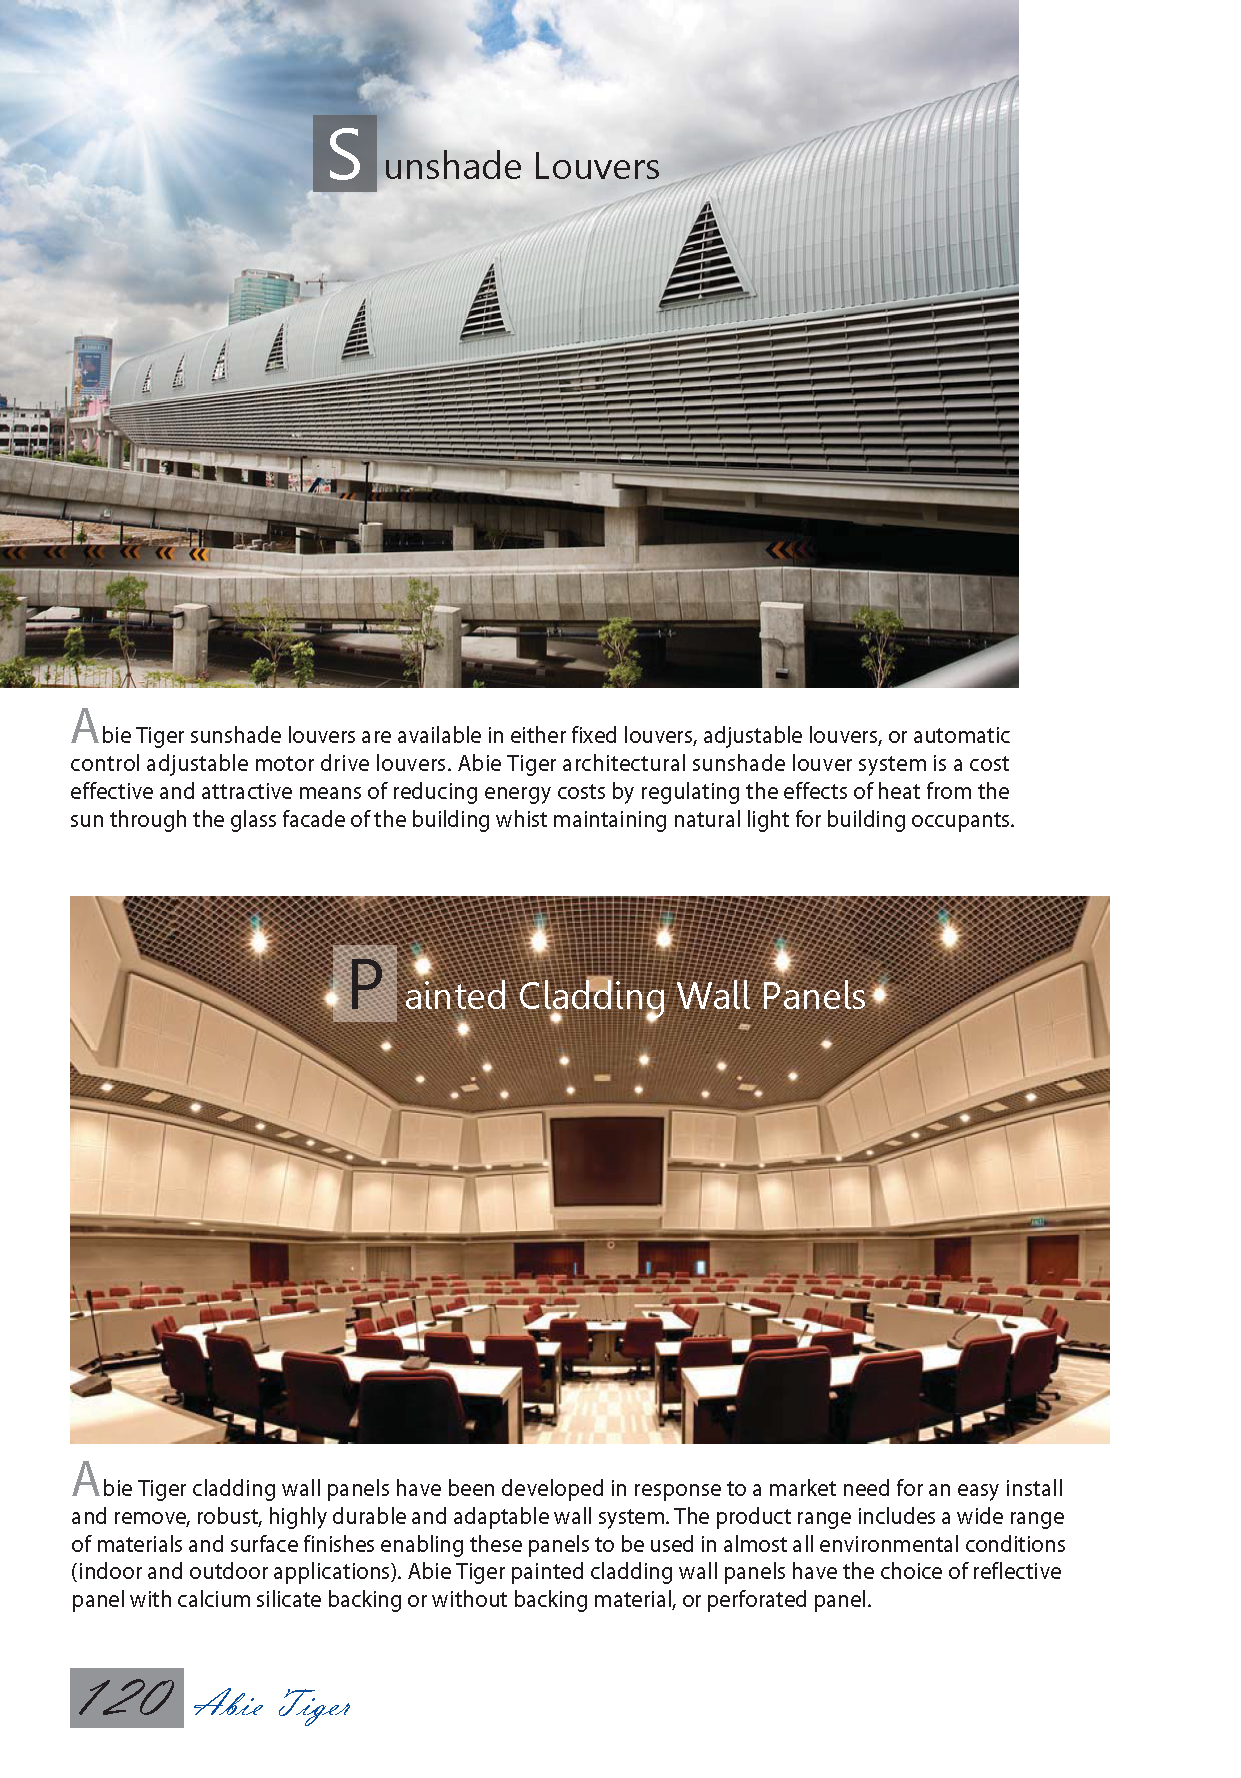 Sunshade Louvers
Abie Tiger sunshade louvers are available in either fixed louvers, adjustable louvers, or automatic
control adjustable motor drive louvers. Abie Tiger architectural sunshade louver system is a cost
effective and attractive means of reducing energy costs by regulating the effects of heat from the
sun through the glass facade of the building whist maintaining natural light for building occupants.
Painted Cladding Wall Panels
Abie Tiger cladding wall panels have been developed in response to a market need for an easy install
and remove, robust, highly durable and adaptable wall system. The product range includes a wide range
of materials and surface finishes enabling these panels to be used in almost all environmental conditions
(indoor and outdoor applications). Abie Tiger painted cladding wall panels have the choice of reflective
panel with calcium silicate backing or without backing material, or perforated panel.
120 Abie Tiger